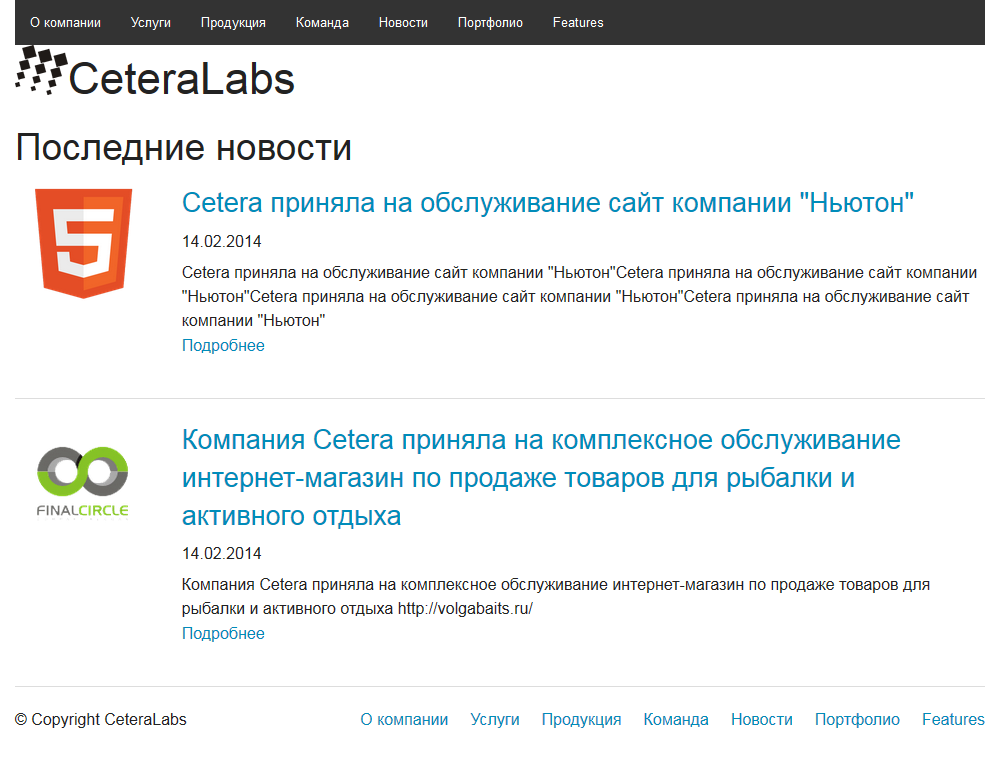 О компании Услуги Продукция Команда Новости Портфолио Features
CeteraLabs
Последние новости
5
Cetera приняла на обслуживание сайт компании "Ньютон"
14.02.2014
Cetera приняла на обслуживание сайт компании "Ньютон"Cetera приняла на обслуживание сайт компании
"Ньютон"Cetera приняла на обслуживание сайт компании "Ньютон"Cetera приняла на обслуживание сайт
компании "Ньютон"
Подробнее
Компания Cetera приняла на комплексное обслуживание
интернет-магазин по продаже товаров для рыбалки и
активного отдыха
FINALCIRCLE
14.02.2014
Компания Cetera приняла на комплексное обслуживание интернет-магазин по продаже товаров для
рыбалки и активного отдыха http://volgabaits.ru/
Подробнее
© Copyright CeteraLabs О компании Услуги Продукция Команда Новости Портфолио Features